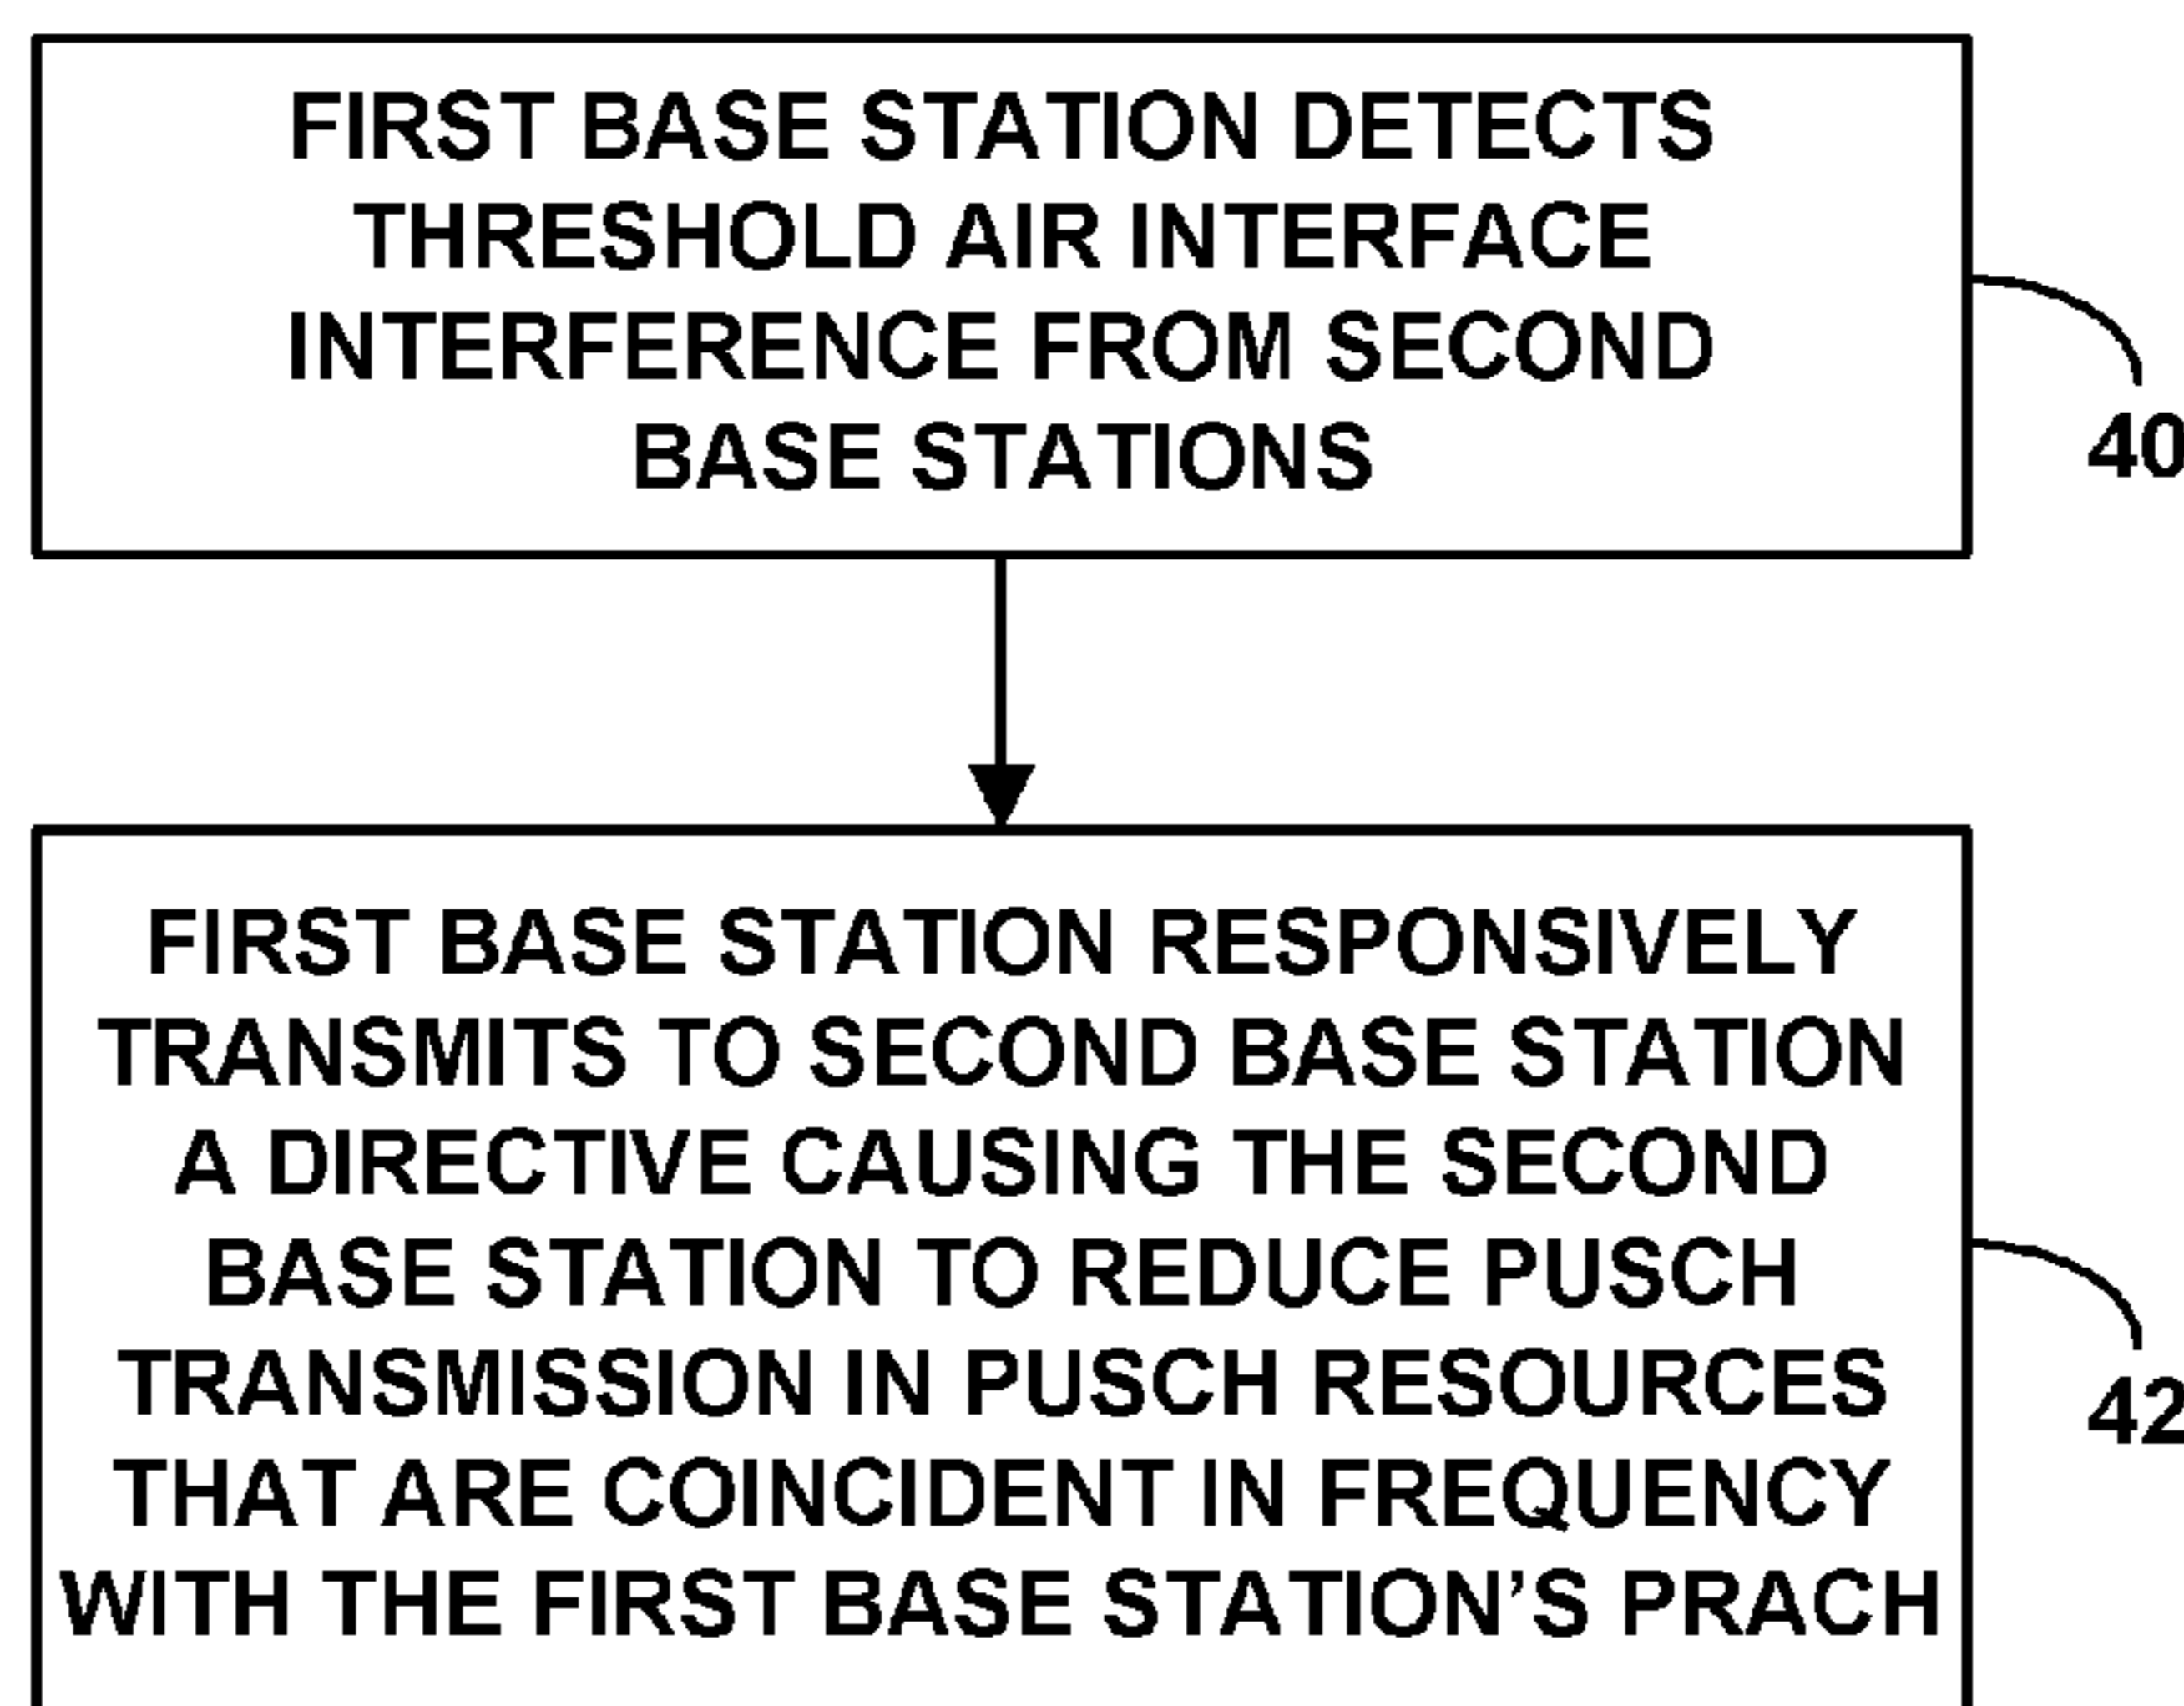 FIRST BASE STATION DETECTS
THRESHOLD AIR INTERFACE
INTERFERENCE FROM SECOND
BASE STATIONS
40
FIRST BASE STATION RESPONSIVELY
TRANSMITS TO SECOND BASE STATION
A DIRECTIVE CAUSING THE SECOND
BASE STATION TO REDUCE PUSCH
TRANSMISSION IN PUSCH RESOURCES
THAT ARE COINCIDENT IN FREQUENCY
WITH THE FIRST BASE STATION’S PRACH
42